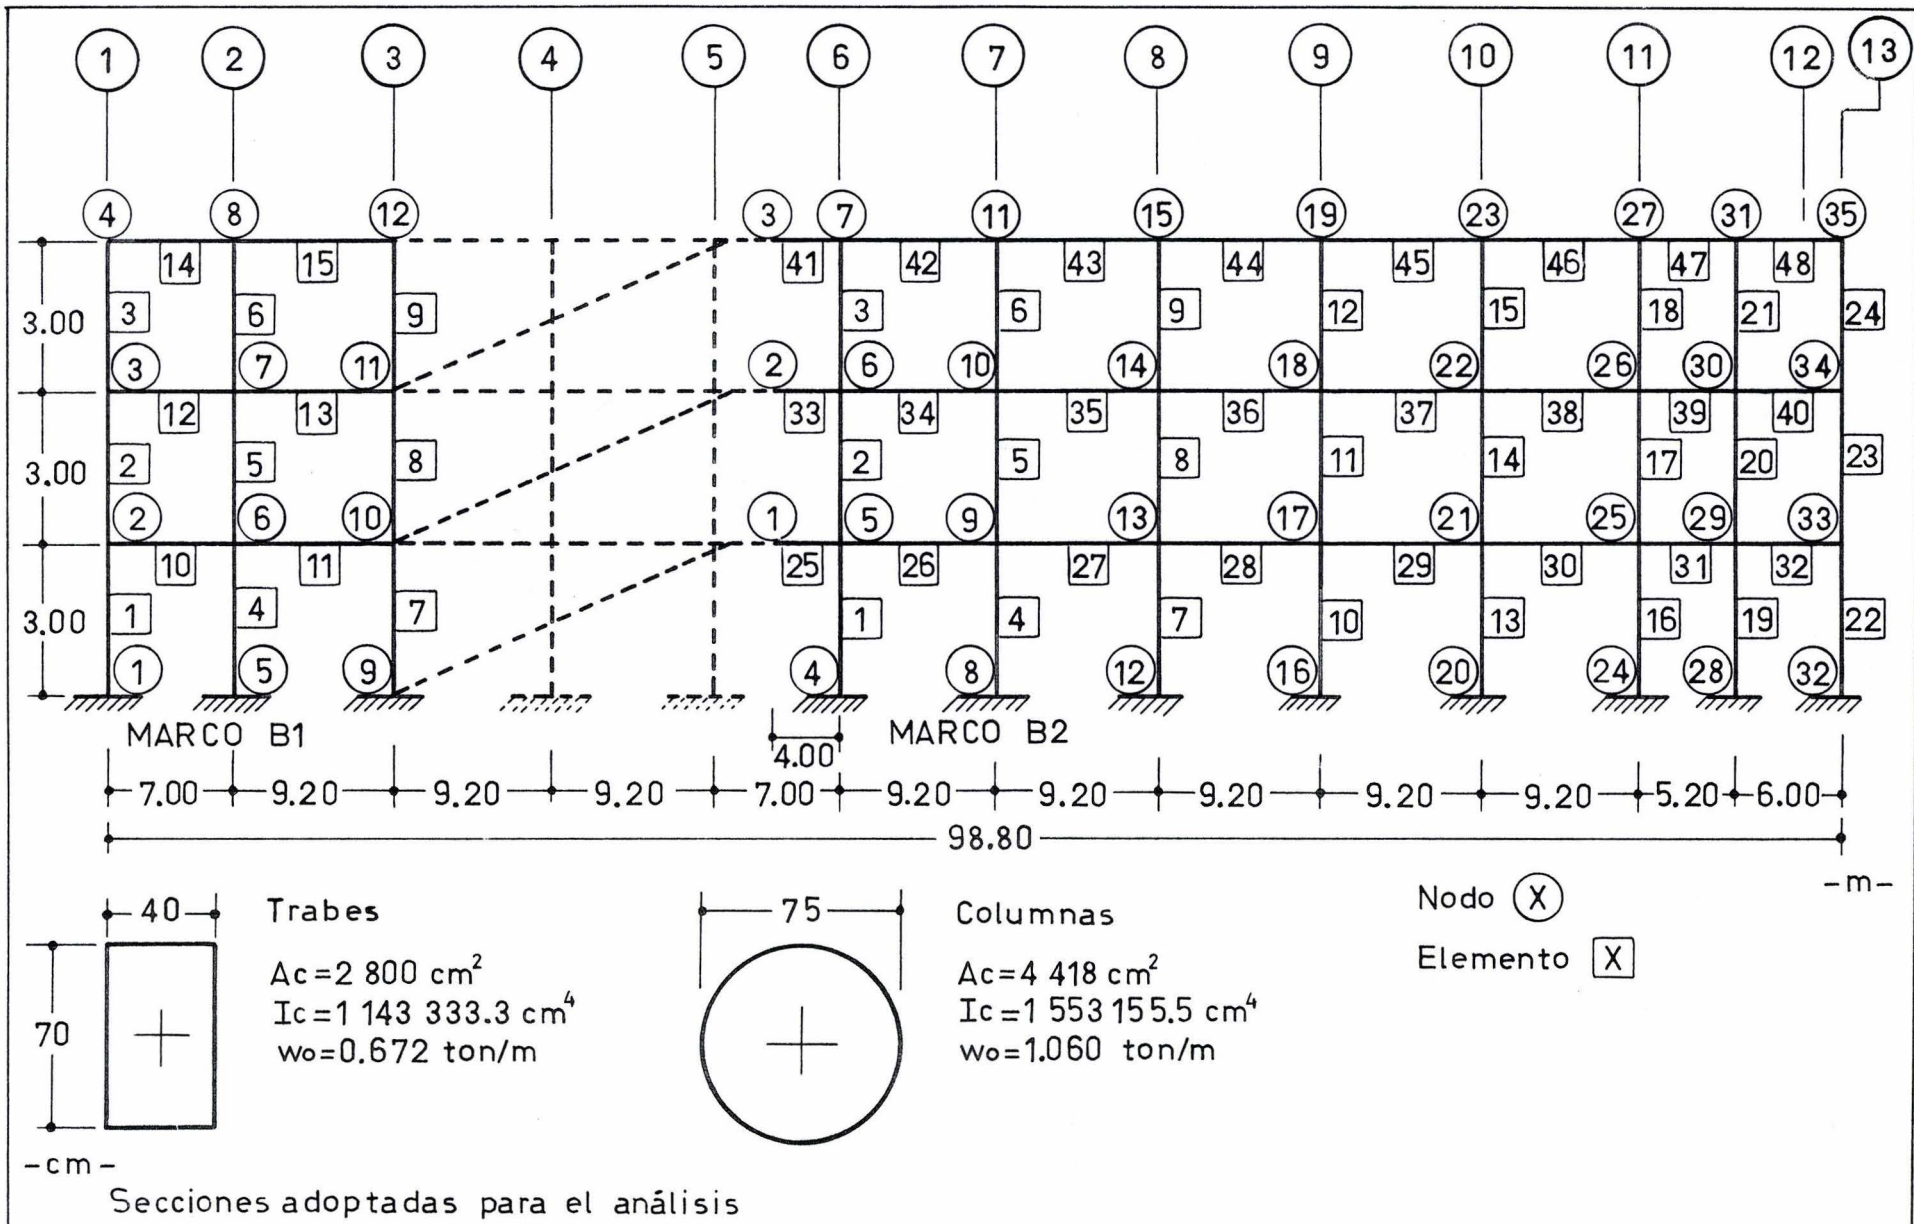 1 2 3 4 5 6 7 8 9 10 11 12 13
4 8 12 3 7 11 15 19 23 27 31 35
14 15 41 42 43 44 45 46 47 48
3.00 3 6 9 3 6 9 12 15 18 21 24
3 7 11 2 6 10 14 18 22 26 30 34
12 13 33 34 35 36 37 38 39 40
3.00 2 5 8 2 5 8 11 14 17 20 23
2 6 10 1 5 9 13 17 21 25 29 33
10 11 25 26 27 28 29 30 31 32
3.00 1 4 7 1 4 7 10 13 16 19 22
1 5 9 4 8 12 16 20 24 28 32
MARCO B1 MARCO B2
4.00
7.00 9.20 9.20 9.20 7.00 9.20 9.20 9.20 9.20 9.20 5.20 6.00
98.80
-m-
40 Trabes
Ac=2 800 cm²
Ic=1 143 333.3 cm⁴
wo=0.672 ton/m
70
-cm-
75 Columnas
Ac=4 418 cm²
Ic=1 553 155.5 cm⁴
wo=1.060 ton/m
Nodo X
Elemento X
Secciones adoptadas para el análisis